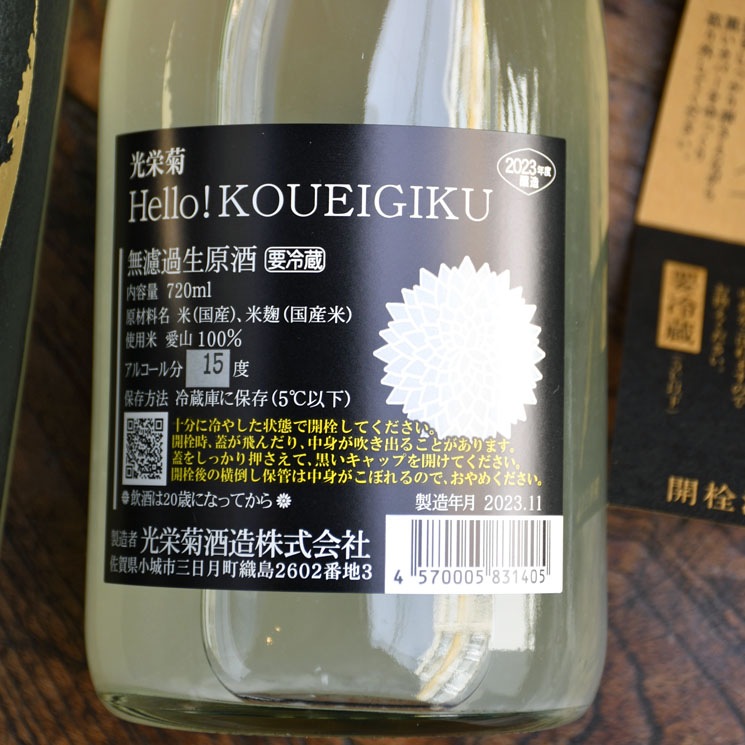 光栄菊
Hello! KOUEIGIKU
2023年度
醸造
無濾過生原酒 要冷蔵
内容量 720ml
原材料名 米(国産)、米麹(国産米)
使用米 愛山 100%
アルコール分 15 度
保存方法 冷蔵庫に保存(5℃以下)
十分に冷やした状態で開栓してください。
開栓時、蓋が飛んだり、中身が吹き出ることがあります。
蓋をしっかり押さえて、黒いキャップを開けてください。
開栓後の横倒し保管は中身がこぼれるので、おやめください。
飲酒は20歳になってから
製造年月 2023.11
製造者 光栄菊酒造株式会社
佐賀県小城市三日月町織島2602番地3
4 570005 831405
要冷蔵
開栓